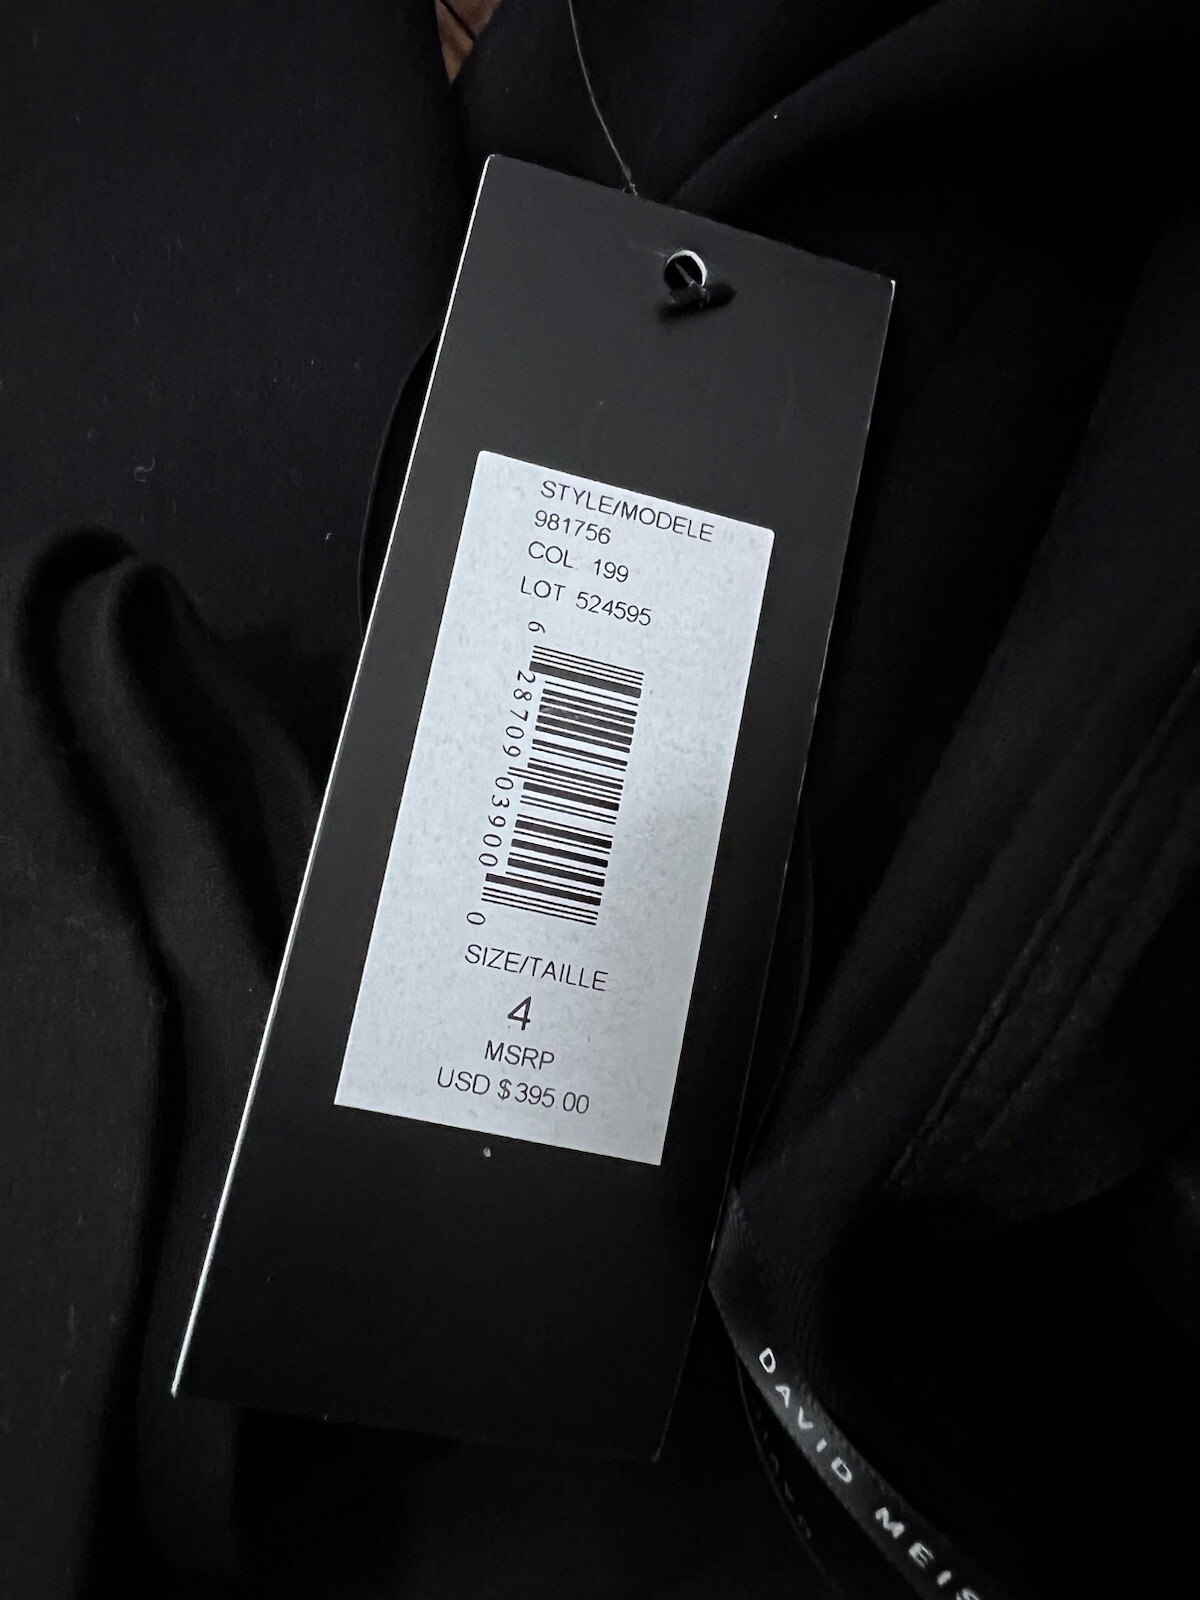 STYLE/MODELE
981756
COL 199
LOT 524595
6 28709 03900 0
SIZE/TAILLE
4
MSRP
USD $395.00
DAVID MEIS